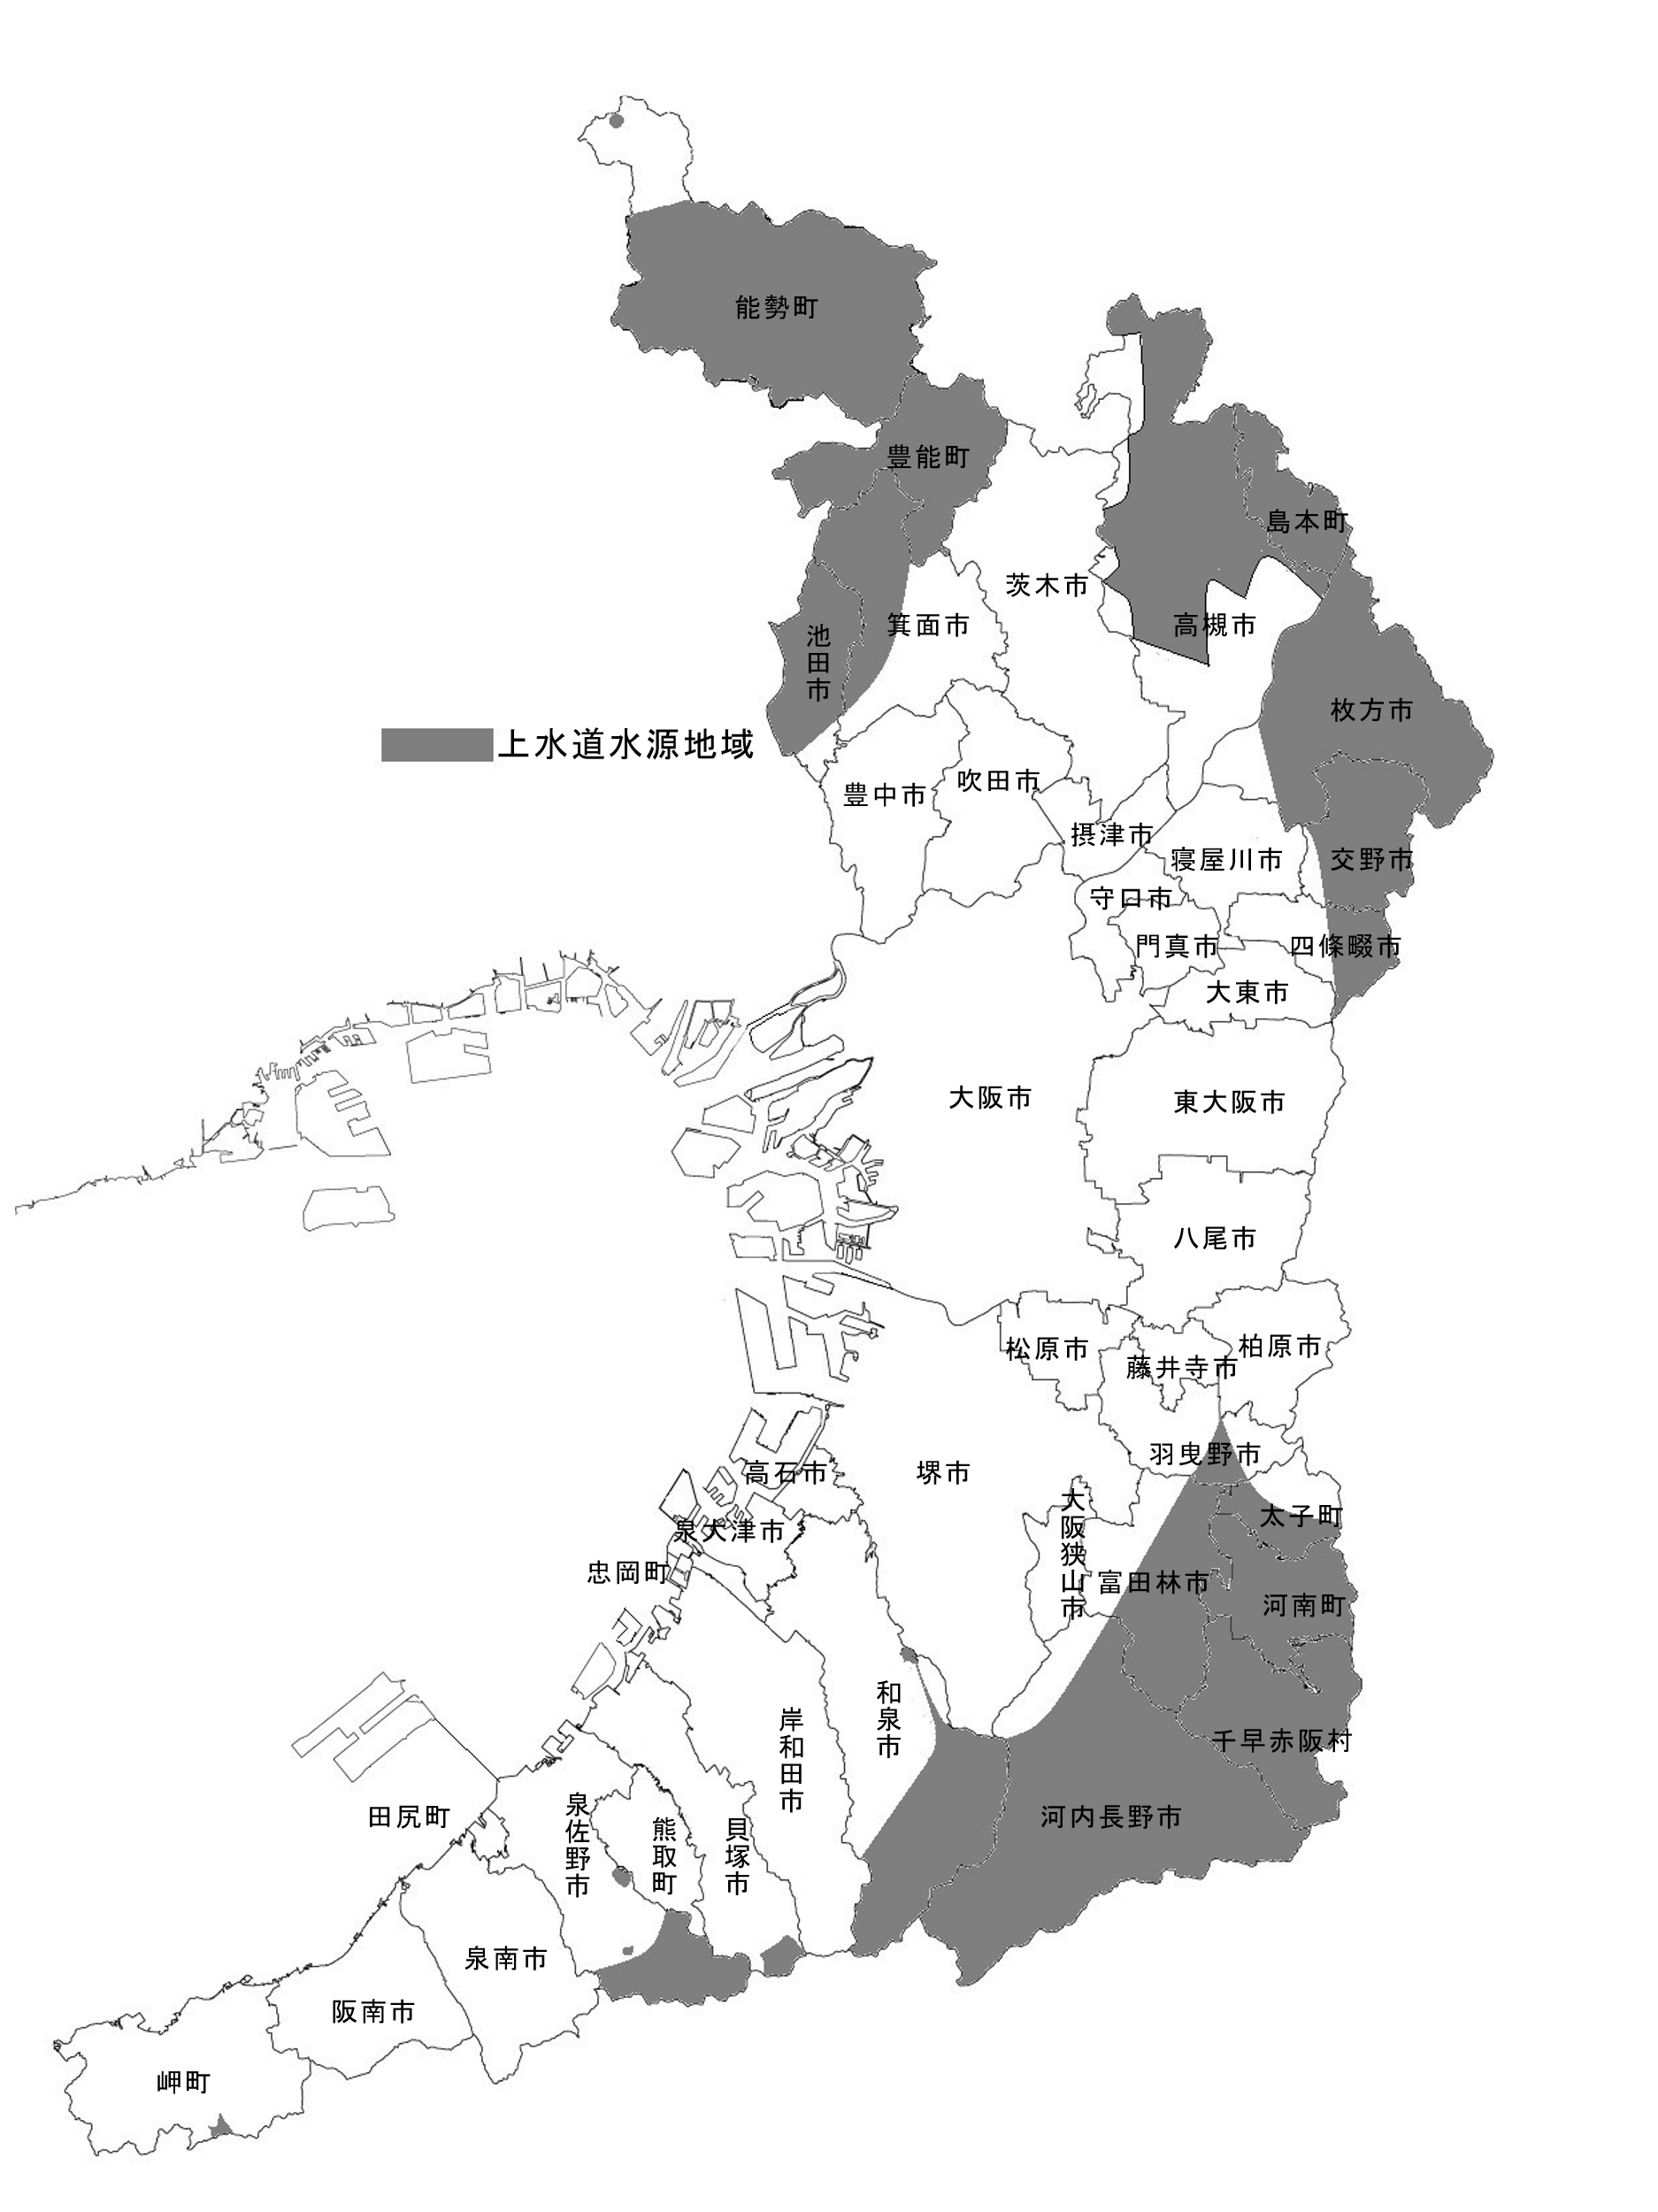 能勢町
豊能町
島本町
茨木市
高槻市
箕面市
池田市
枚方市
上水道水源地域
吹田市
豊中市
摂津市
寝屋川市
交野市
守口市
門真市
四條畷市
大東市
大阪市
東大阪市
八尾市
松原市
柏原市
藤井寺市
羽曳野市
高石市
堺市
大阪狭山市
太子町
泉大津市
忠岡町
富田林市
河南町
和泉市
岸和田市
千早赤阪村
田尻町
泉佐野市
熊取町
貝塚市
河内長野市
泉南市
阪南市
岬町